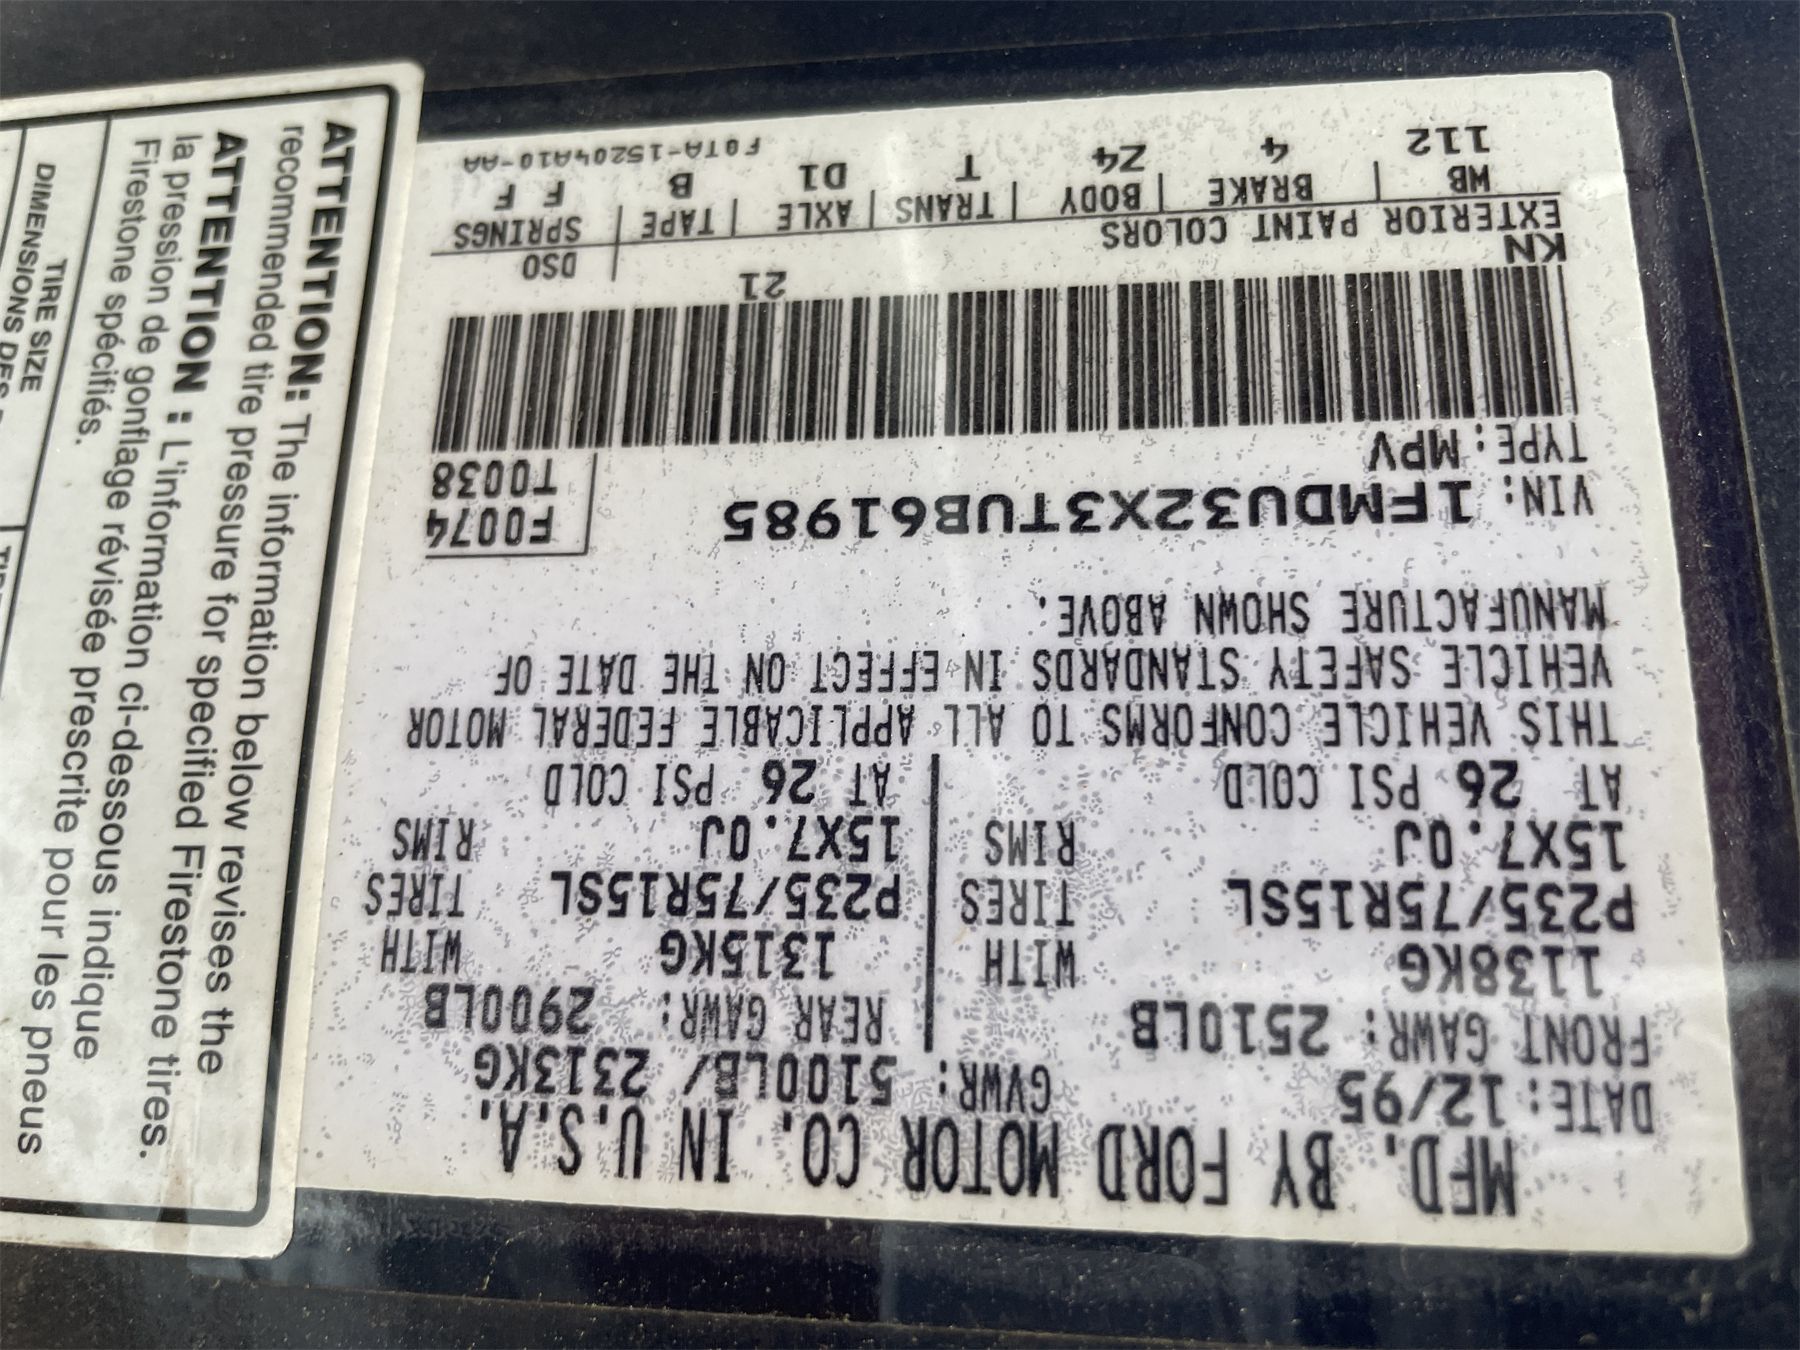 MFD. BY FORD MOTOR CO. IN U.S.A.
DATE: 12/95 GVWR: 5100LB/ 2313KG
FRONT GAWR: 2510LB REAR GAWR: 2900LB
1138KG WITH 1315KG WITH
P235/75R15SL TIRES P235/75R15SL TIRES
15X7.0J RIMS 15X7.0J RIMS
AT 26 PSI COLD AT 26 PSI COLD
THIS VEHICLE CONFORMS TO ALL APPLICABLE FEDERAL MOTOR
VEHICLE SAFETY STANDARDS IN EFFECT ON THE DATE OF
MANUFACTURE SHOWN ABOVE.
VIN: 1FMDU32X3TUB61985 F0074
TYPE: MPV T0038
21
KN DSO
EXTERIOR PAINT COLORS
WB BRAKE BODY TRANS AXLE TAPE SPRINGS
112 4 Z4 T D1 B F F
F0TA-15204A10-AA
ATTENTION: The information below revises the
recommended tire pressure for specified Firestone tires.
ATTENTION : L'information ci-dessous indique
la pression de gonflage révisée prescrite pour les pneus
Firestone spécifiés.
TIRE SIZE
DIMENSIONS DES